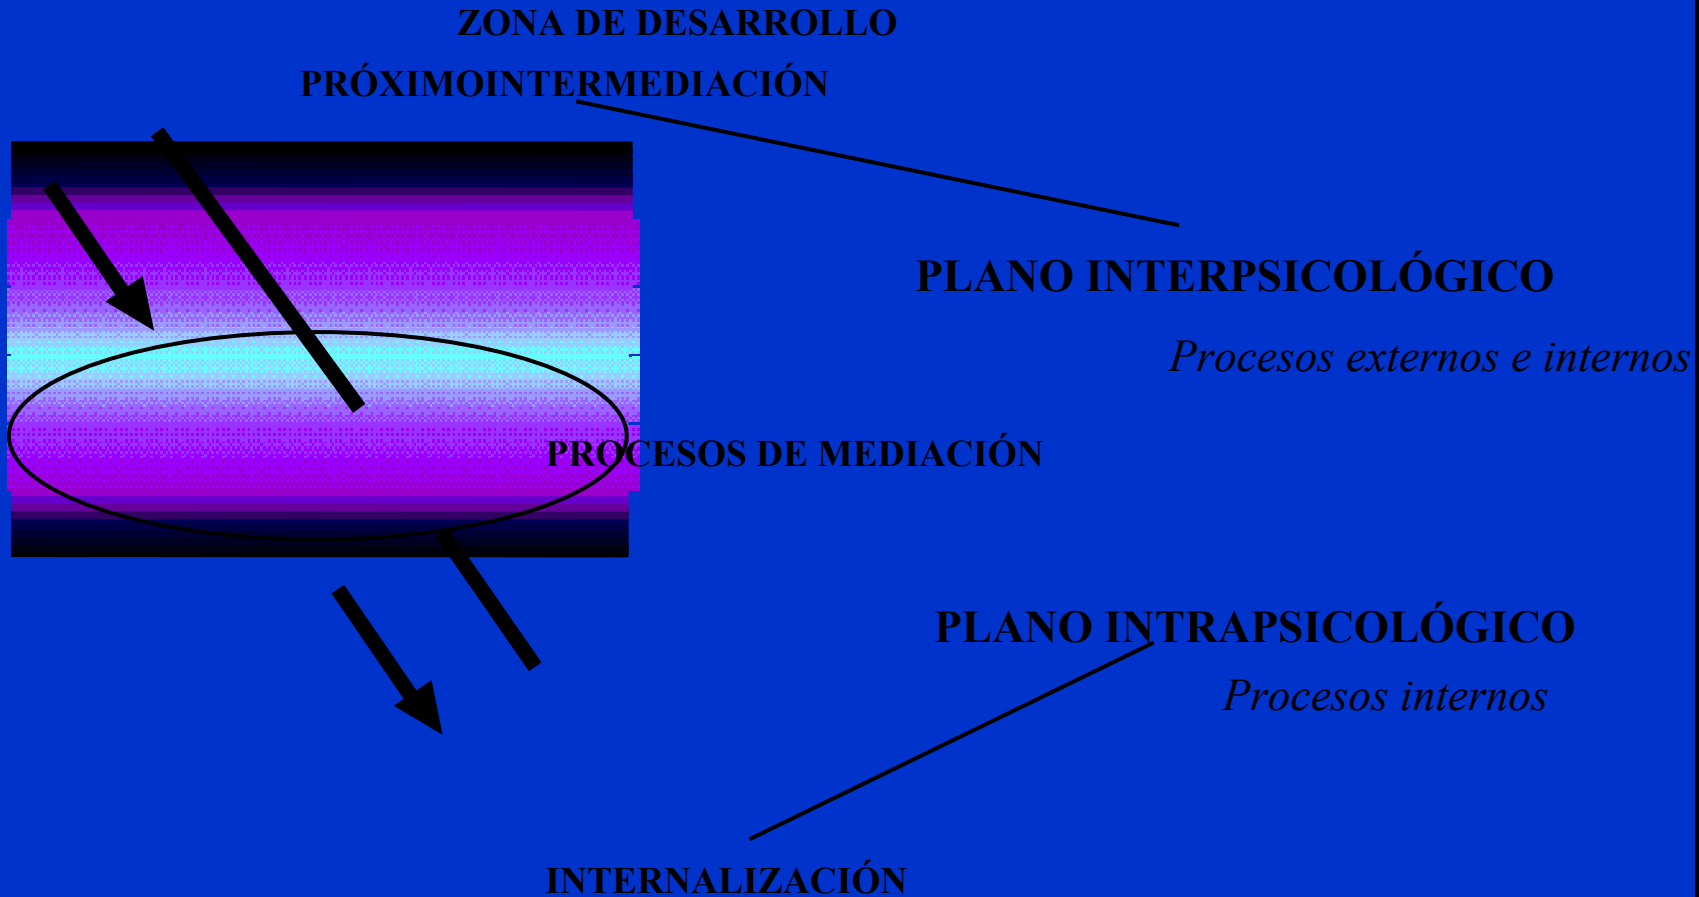 ZONA DE DESARROLLO
PRÓXIMOINTERMEDIACIÓN
PLANO INTERPSICOLÓGICO
Procesos externos e internos
PROCESOS DE MEDIACIÓN
PLANO INTRAPSICOLÓGICO
Procesos internos
INTERNALIZACIÓN